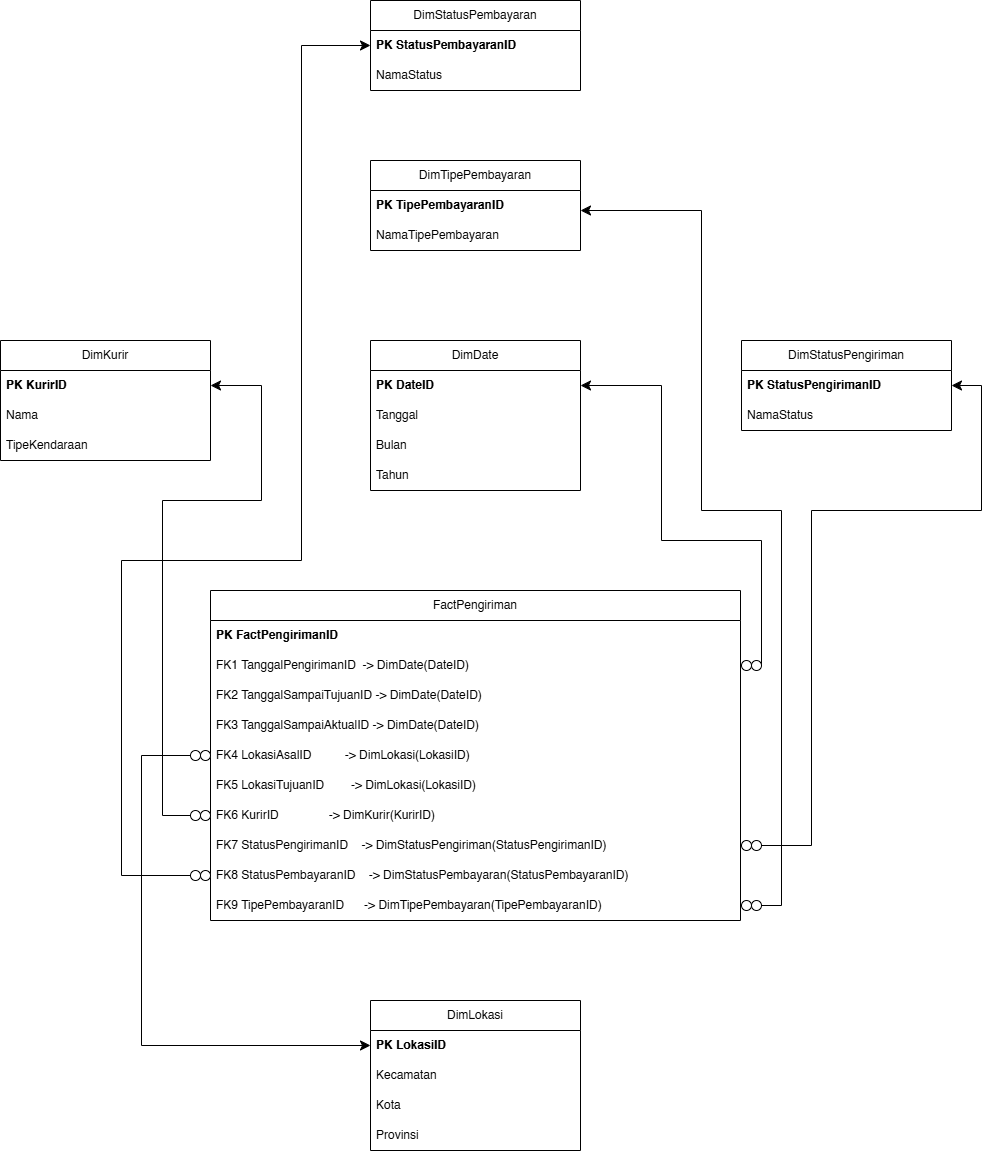 DimStatusPembayaran
PK StatusPembayaranID
NamaStatus
DimTipePembayaran
PK TipePembayaranID
NamaTipePembayaran
DimKurir
PK KurirID
Nama
TipeKendaraan
DimDate
PK DateID
Tanggal
Bulan
Tahun
DimStatusPengiriman
PK StatusPengirimanID
NamaStatus
FactPengiriman
PK FactPengirimanID
FK1 TanggalPengirimanID -> DimDate(DateID)
FK2 TanggalSampaiTujuanID -> DimDate(DateID)
FK3 TanggalSampaiAktualID -> DimDate(DateID)
FK4 LokasiAsalID -> DimLokasi(LokasiID)
FK5 LokasiTujuanID -> DimLokasi(LokasiID)
FK6 KurirID -> DimKurir(KurirID)
FK7 StatusPengirimanID -> DimStatusPengiriman(StatusPengirimanID)
FK8 StatusPembayaranID -> DimStatusPembayaran(StatusPembayaranID)
FK9 TipePembayaranID -> DimTipePembayaran(TipePembayaranID)
DimLokasi
PK LokasiID
Kecamatan
Kota
Provinsi